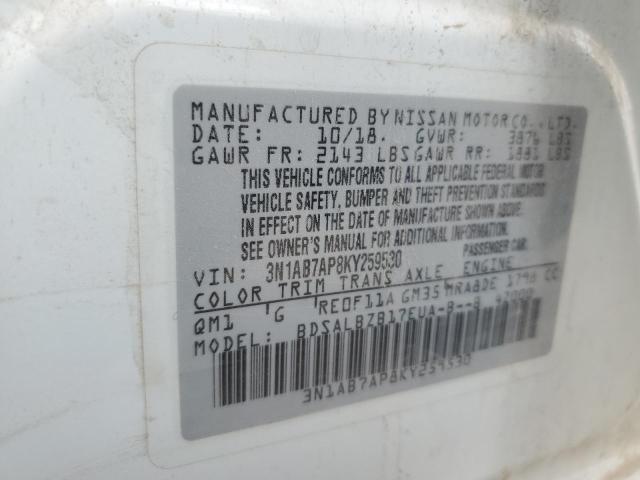 MANUFACTURED BY NISSAN MOTOR CO., LTD.
DATE: 10/18. GVWR: 3876 LBS
GAWR FR: 2143 LBS GAWR RR: 1881 LBS
THIS VEHICLE CONFORMS TO ALL APPLICABLE FEDERAL MOTOR
VEHICLE SAFETY, BUMPER AND THEFT PREVENTION STANDARDS
IN EFFECT ON THE DATE OF MANUFACTURE SHOWN ABOVE.
SEE OWNER'S MANUAL FOR ADDITIONAL INFORMATION.
VIN: 3N1AB7AP8KY259530 PASSENGER CAR
COLOR TRIM TRANS AXLE ENGINE
QM1 G RE0F11A GM35 MRA8DE 1798 CC
MODEL BDSALBZB17EUA-B--B
3N1AB7AP8KY259530